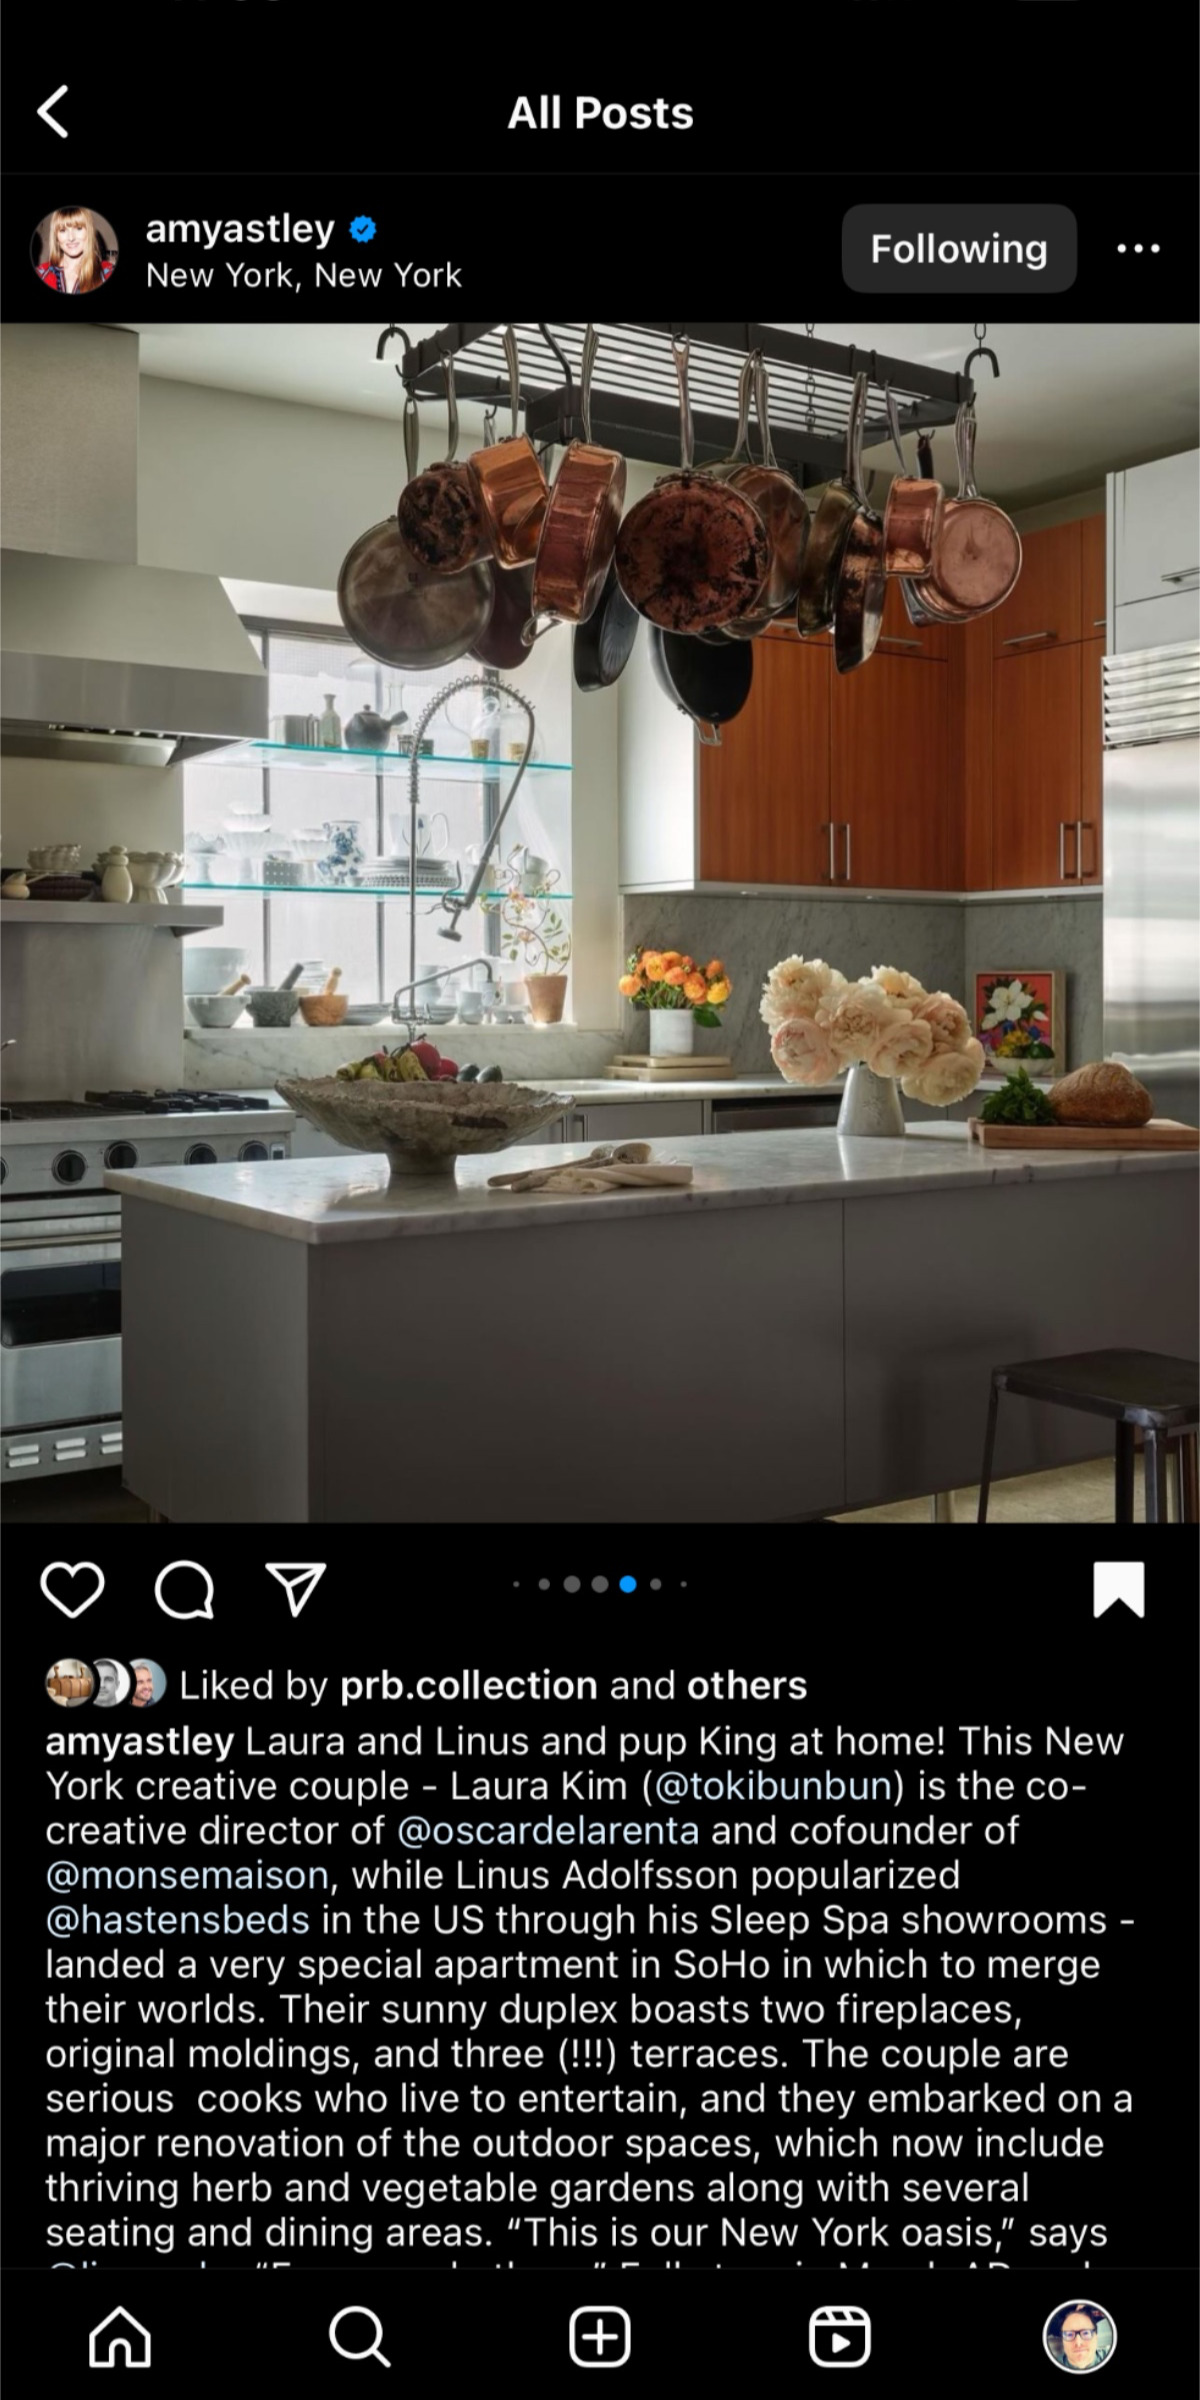 All Posts
amyastley
New York, New York
Following
Liked by prb.collection and others
amyastley Laura and Linus and pup King at home! This New
York creative couple - Laura Kim (@tokibunbun) is the co-
creative director of @oscardelarenta and cofounder of
@monsemaison, while Linus Adolfsson popularized
@hastensbeds in the US through his Sleep Spa showrooms -
landed a very special apartment in SoHo in which to merge
their worlds. Their sunny duplex boasts two fireplaces,
original moldings, and three (!!!) terraces. The couple are
serious  cooks who live to entertain, and they embarked on a
major renovation of the outdoor spaces, which now include
thriving herb and vegetable gardens along with several
seating and dining areas. “This is our New York oasis,” says